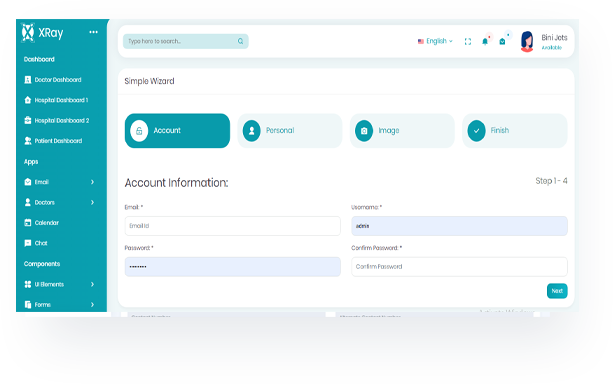 XRay
Type here to search...
English
Bini Jets
Available
Dashboard
Doctor Dashboard
Hospital Dashboard 1
Hospital Dashboard 2
Patient Dashboard
Apps
Email
Doctors
Calendar
Chat
Components
UI Elements
Forms
Simple Wizard
Account
Personal
Image
Finish
Account Information:
Step 1 - 4
Email: *
Username: *
Email Id
admin
Password: *
Confirm Password: *
Confirm Password
Next